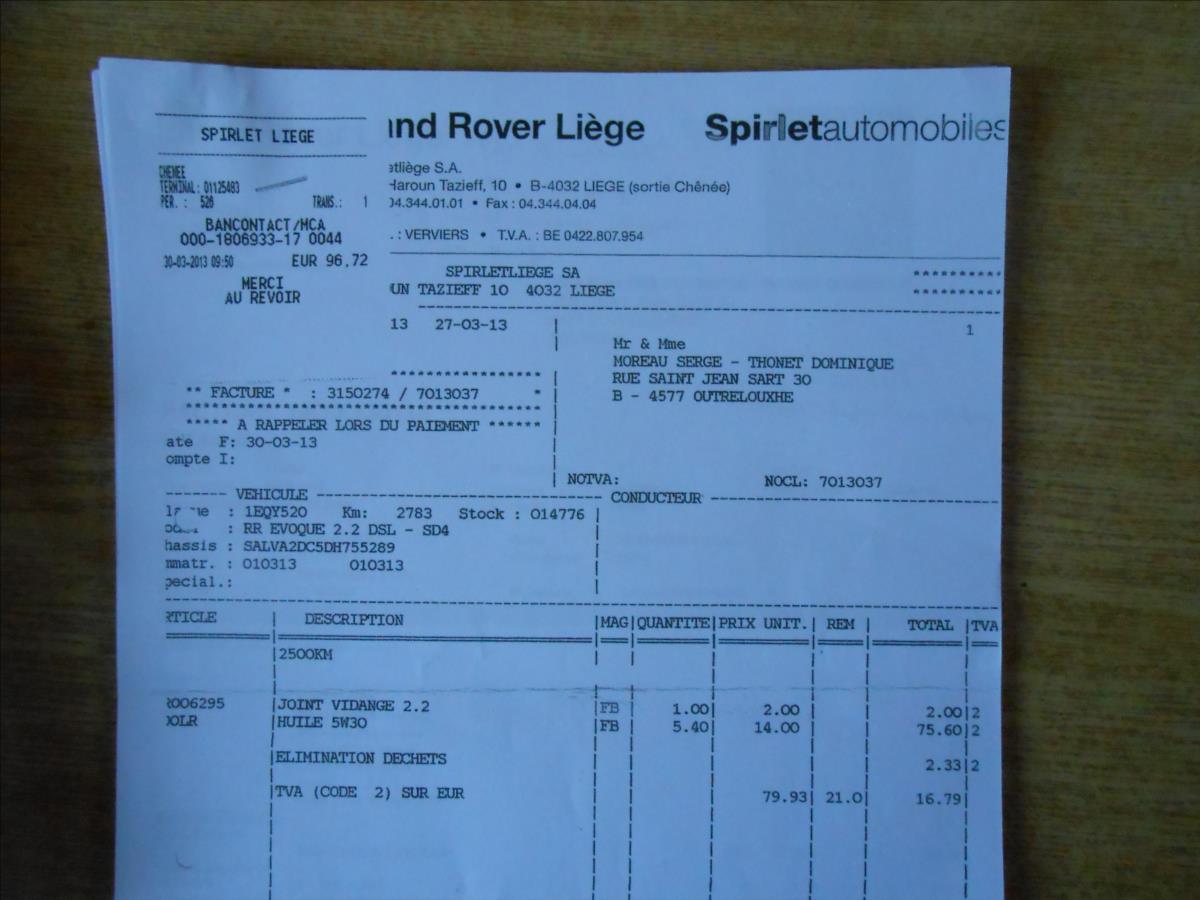 SPIRLET LIEGE
CHENEE
TERMINAL: 01125483
PER. : 526 TRANS.: 1
BANCONTACT/MCA
000-1806933-17 0044
30-03-2013 09:50 EUR 96,72
MERCI
AU REVOIR
and Rover Liège Spirletautomobiles
etliège S.A.
Haroun Tazieff, 10 • B-4032 LIEGE (sortie Chênée)
04.344.01.01 • Fax : 04.344.04.04
.: VERVIERS • T.V.A. : BE 0422.807.954
SPIRLETLIEGE SA **********
UN TAZIEFF 10 4032 LIEGE **********
13 27-03-13 1
Mr & Mme
MOREAU SERGE - THONET DOMINIQUE
RUE SAINT JEAN SART 30
B - 4577 OUTRELOUXHE
** FACTURE * : 3150274 / 7013037 *
***** A RAPPELER LORS DU PAIEMENT ******
ate F: 30-03-13
ompte I:
NOTVA: NOCL: 7013037
VEHICULE CONDUCTEUR
: 1EQY520 Km: 2783 Stock : 014776
: RR EVOQUE 2.2 DSL - SD4
hassis : SALVA2DC5DH755289
mmatr. : 010313 010313
pecial.:
RTICLE DESCRIPTION MAG QUANTITE PRIX UNIT. REM TOTAL TVA
2500KM
R006295 JOINT VIDANGE 2.2 FB 1.00 2.00 2.00 2
OLR HUILE 5W30 FB 5.40 14.00 75.60 2
ELIMINATION DECHETS 2.33 2
TVA (CODE 2) SUR EUR 79.93 21.0 16.79